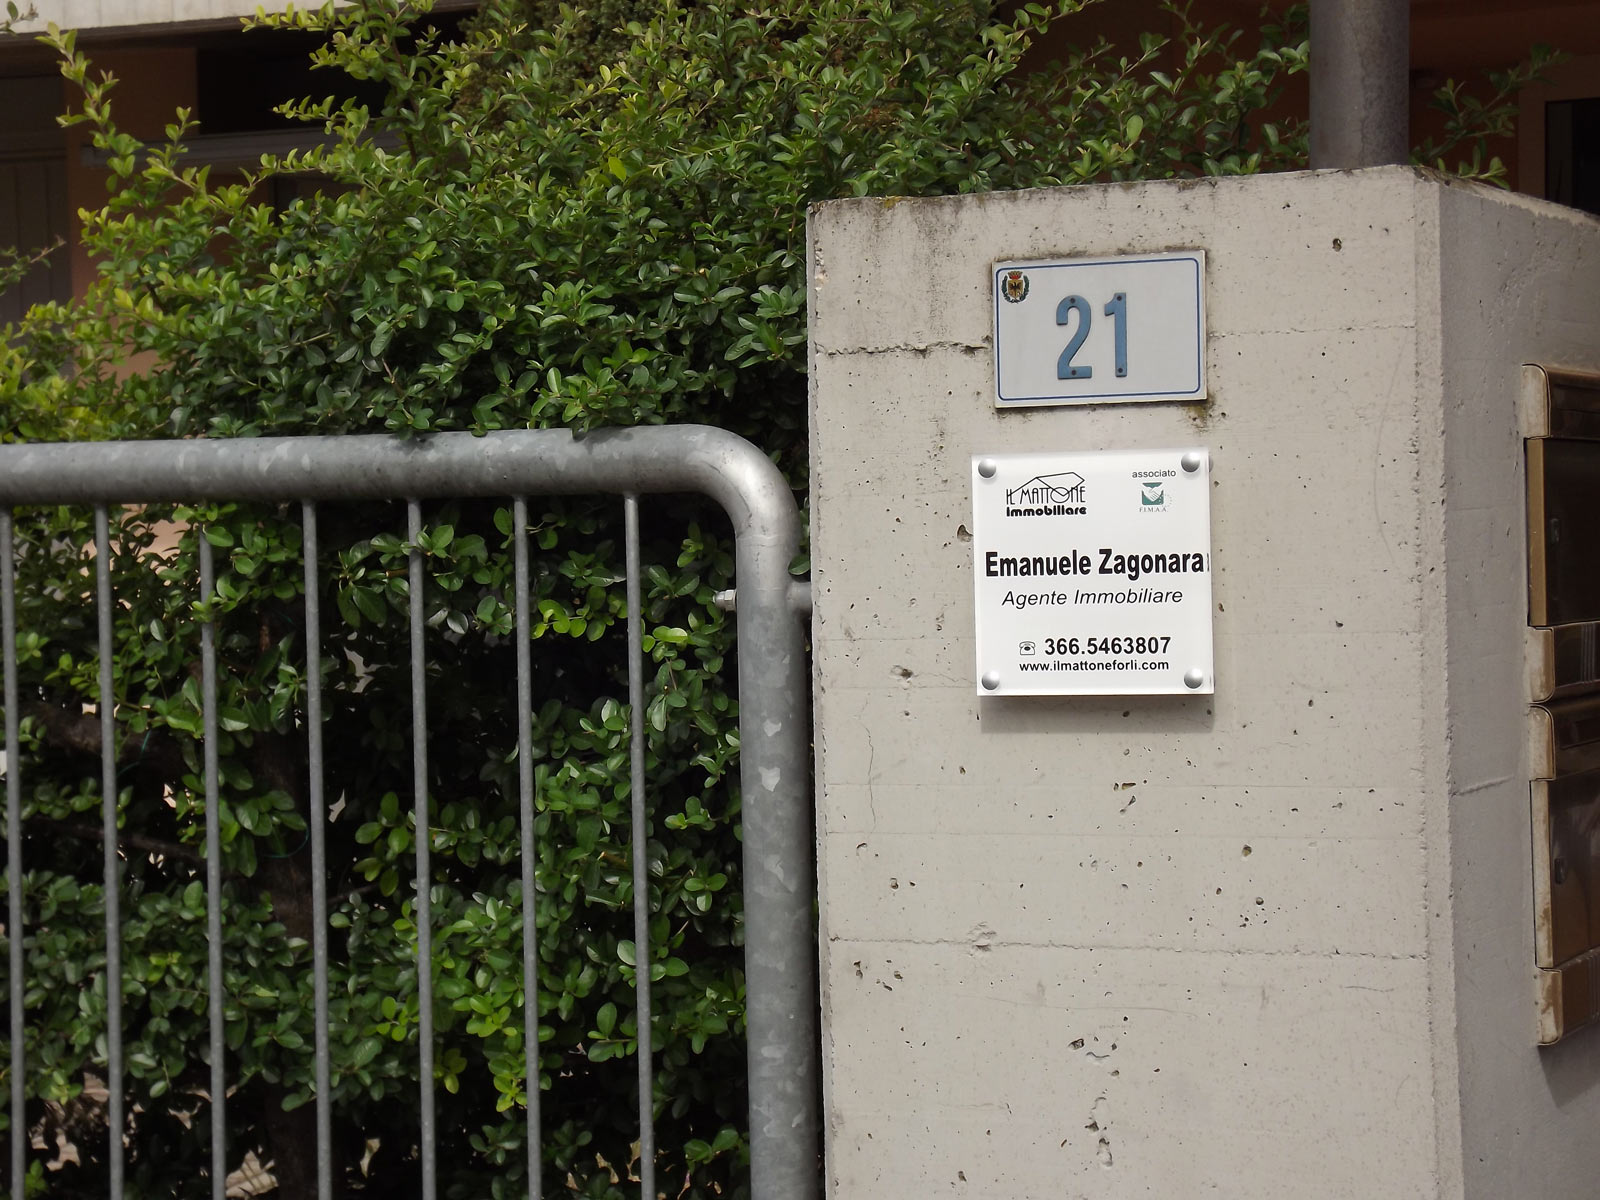 21
IL MATTONE
Immobiliare
associato
F.I.M.A.A
Emanuele Zagonara
Agente Immobiliare
☏ 366.5463807
www.ilmattoneforli.com